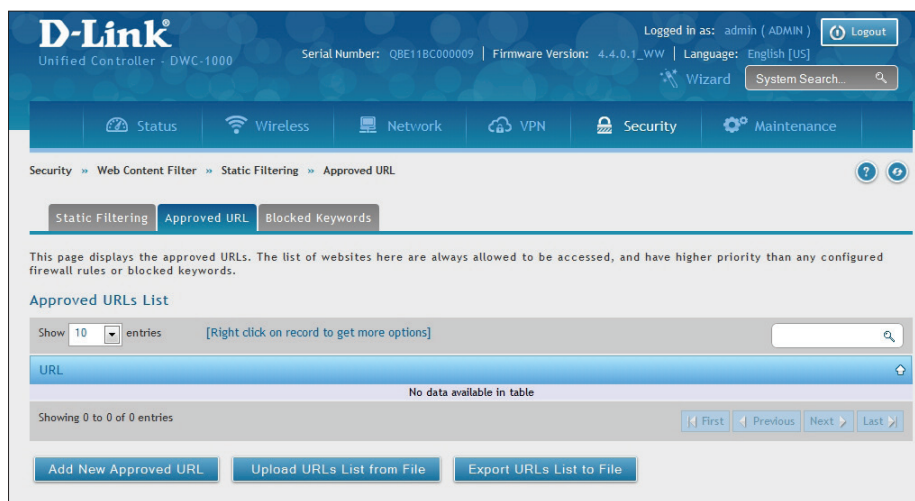 D-Link®
Unified Controller - DWC-1000
Logged in as: admin ( ADMIN )
Logout
Serial Number: QBE11BC000009 | Firmware Version: 4.4.0.1_WW | Language: English [US]
Wizard
System Search...
Status
Wireless
Network
VPN
Security
Maintenance
Security » Web Content Filter » Static Filtering » Approved URL
?
Static Filtering
Approved URL
Blocked Keywords
This page displays the approved URLs. The list of websites here are always allowed to be accessed, and have higher priority than any configured
firewall rules or blocked keywords.
Approved URLs List
Show 10 entries
[Right click on record to get more options]
URL
No data available in table
Showing 0 to 0 of 0 entries
First
Previous
Next
Last
Add New Approved URL
Upload URLs List from File
Export URLs List to File